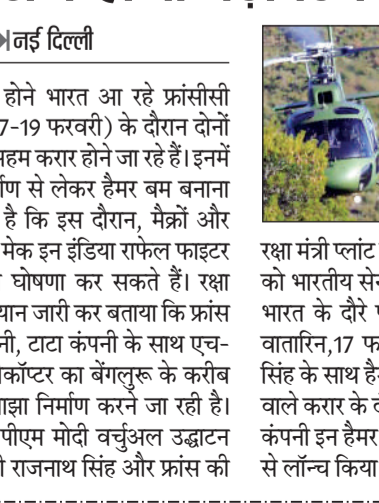 नई दिल्ली
होने भारत आ रहे फ्रांसीसी
7-19 फरवरी) के दौरान दोनों
करार होने जा रहे हैं। इनमें
से लेकर हैमर बम बनाना
है कि इस दौरान, मैक्रों और
मेक इन इंडिया राफेल फाइटर
घोषणा कर सकते हैं। रक्षा
जारी कर बताया कि फ्रांस
टाटा कंपनी के साथ एच-
का बेंगलुरू के करीब
निर्माण करने जा रही है।
पीएम मोदी वर्चुअल उद्घाटन
राजनाथ सिंह और फ्रांस की
रक्षा मंत्री प्लांट
को भारतीय
भारत के दौरे
वातारिन,17
सिंह के साथ
वाले करार के
कंपनी इन हैमर
से लॉन्च किया